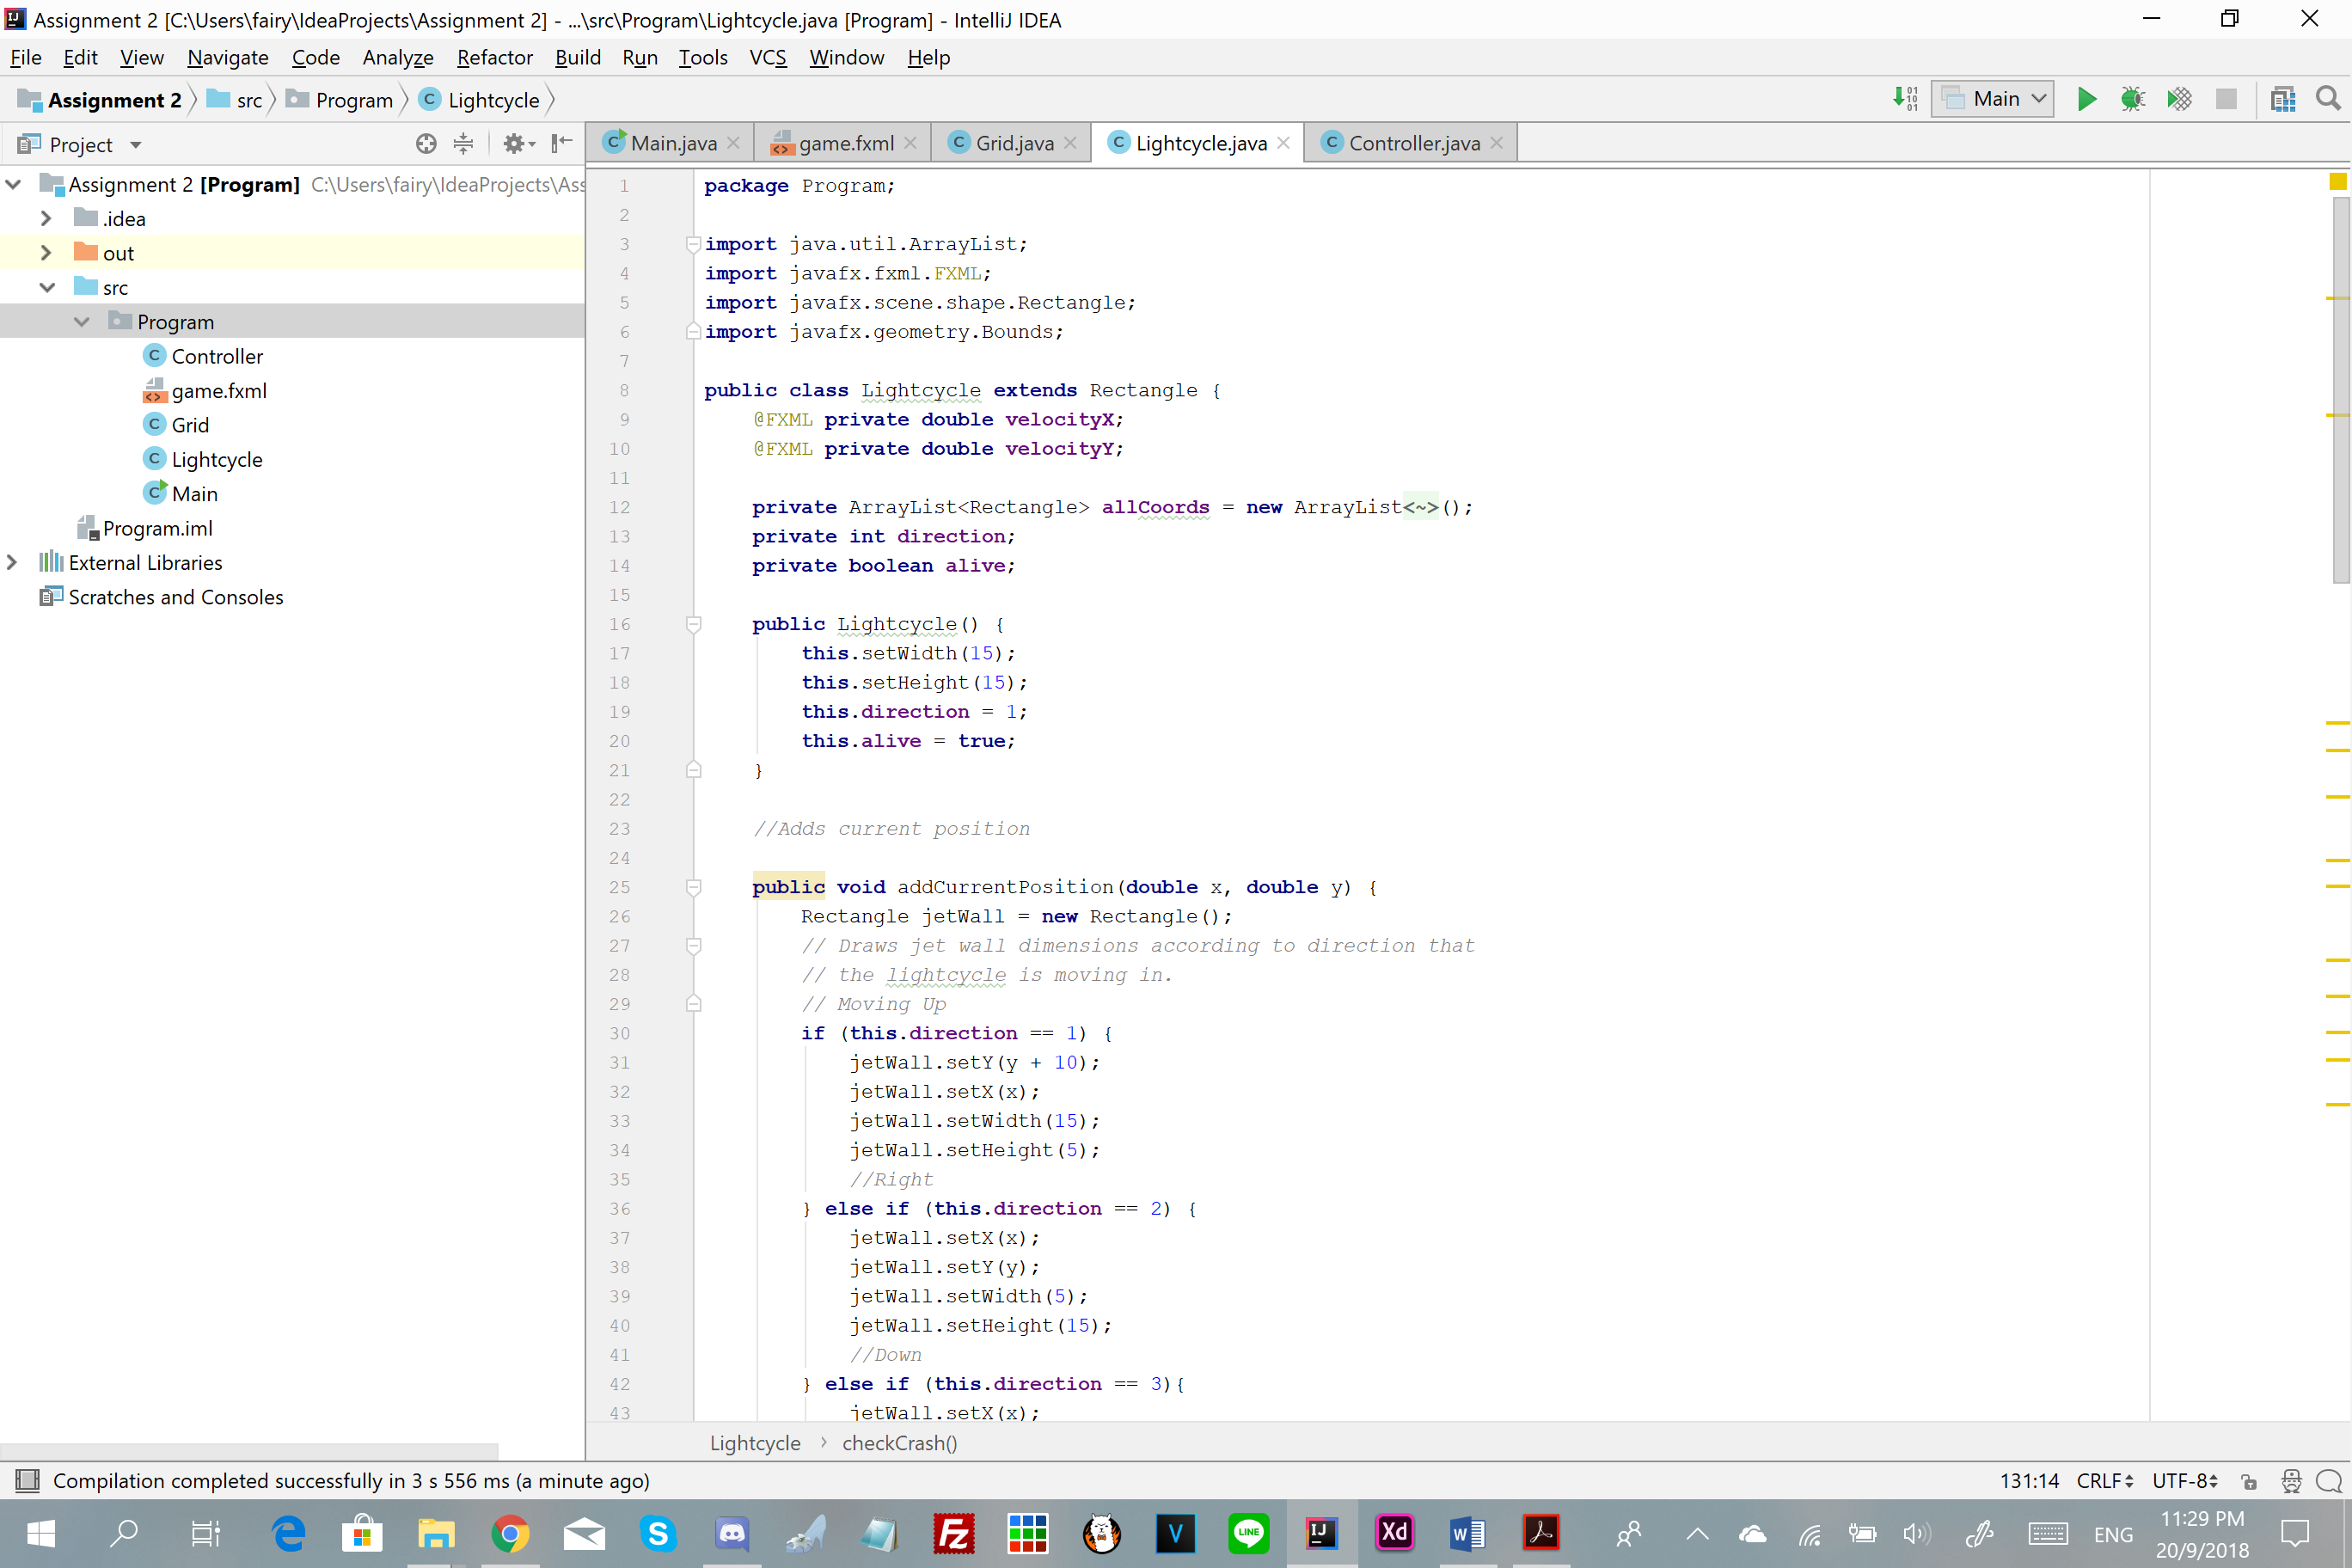 Assignment 2 [C:\Users\fairy\IdeaProjects\Assignment 2] - ...\src\Program\Lightcycle.java [Program] - IntelliJ IDEA
File Edit View Navigate Code Analyze Refactor Build Run Tools VCS Window Help
Assignment 2 src Program Lightcycle Main
Project
Main.java game.fxml Grid.java Lightcycle.java Controller.java
Assignment 2 [Program] C:\Users\fairy\IdeaProjects\Ass
.idea
out
src
Program
Controller
game.fxml
Grid
Lightcycle
Main
Program.iml
External Libraries
Scratches and Consoles
1 package Program;
2
3 import java.util.ArrayList;
4 import javafx.fxml.FXML;
5 import javafx.scene.shape.Rectangle;
6 import javafx.geometry.Bounds;
7
8 public class Lightcycle extends Rectangle {
9 @FXML private double velocityX;
10 @FXML private double velocityY;
11
12 private ArrayList<Rectangle> allCoords = new ArrayList<~>();
13 private int direction;
14 private boolean alive;
15
16 public Lightcycle() {
17 this.setWidth(15);
18 this.setHeight(15);
19 this.direction = 1;
20 this.alive = true;
21 }
22
23 //Adds current position
24
25 public void addCurrentPosition(double x, double y) {
26 Rectangle jetWall = new Rectangle();
27 // Draws jet wall dimensions according to direction that
28 // the lightcycle is moving in.
29 // Moving Up
30 if (this.direction == 1) {
31 jetWall.setY(y + 10);
32 jetWall.setX(x);
33 jetWall.setWidth(15);
34 jetWall.setHeight(5);
35 //Right
36 } else if (this.direction == 2) {
37 jetWall.setX(x);
38 jetWall.setY(y);
39 jetWall.setWidth(5);
40 jetWall.setHeight(15);
41 //Down
42 } else if (this.direction == 3){
43 jetWall.setX(x);
Lightcycle › checkCrash()
Compilation completed successfully in 3 s 556 ms (a minute ago) 131:14 CRLF UTF-8
ENG
11:29 PM
20/9/2018